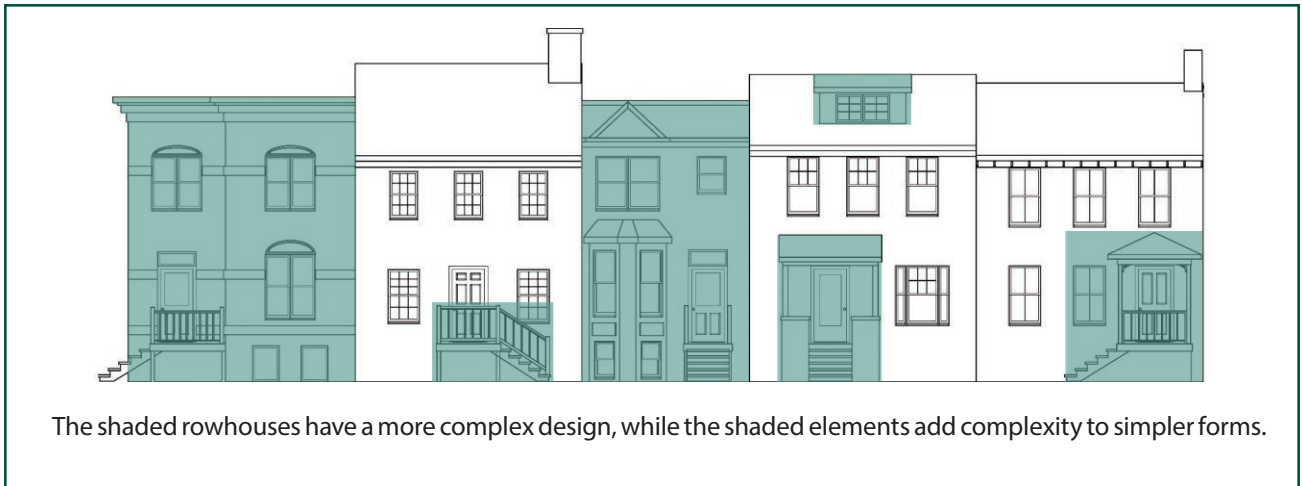 The shaded rowhouses have a more complex design, while the shaded elements add complexity to simpler forms.